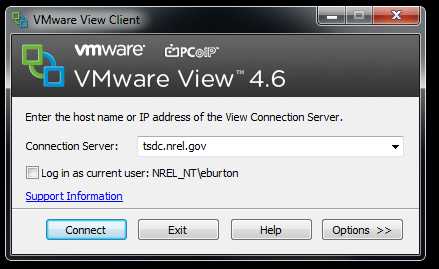 VMware View Client
vmware PCoIP
VMware View™ 4.6
Enter the host name or IP address of the View Connection Server.
Connection Server: tsdc.nrel.gov
Log in as current user: NREL_NT\eburton
Support Information
Connect Exit Help Options >>